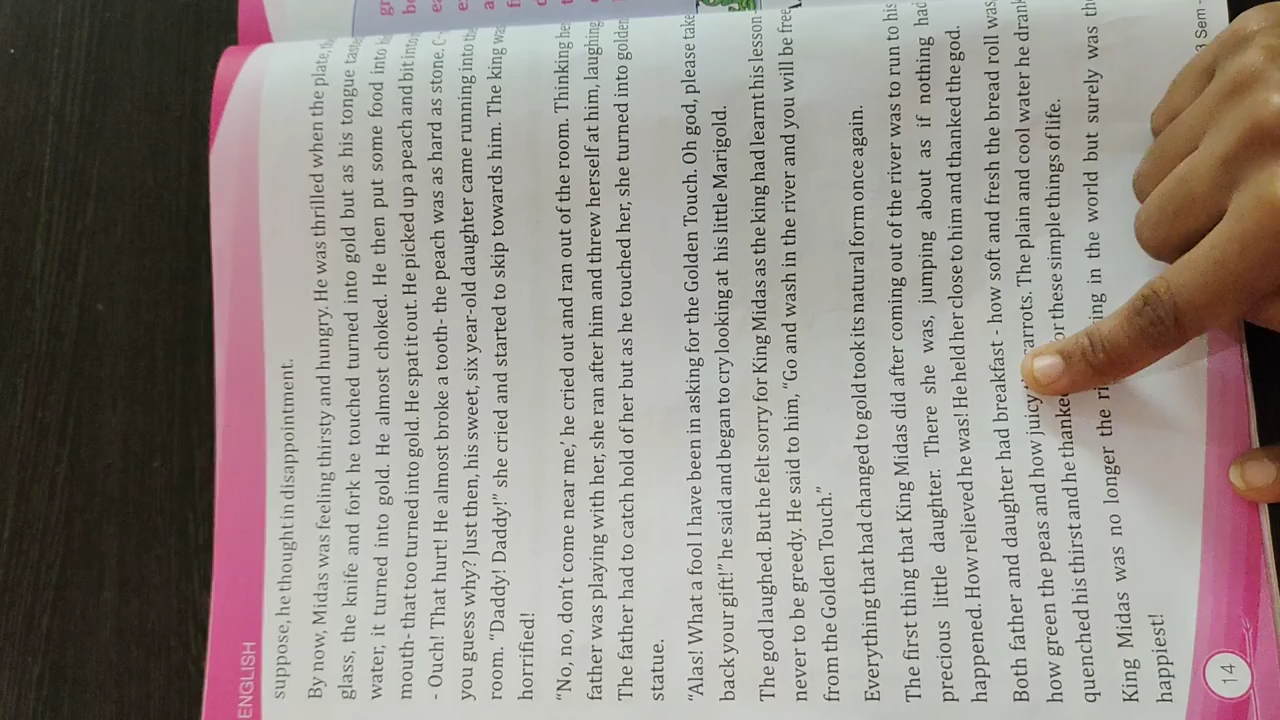 ENGLISH
suppose, he thought in disappointment.
By now, Midas was feeling thirsty and hungry. He was thrilled when the plate,
glass, the knife and fork he touched turned into gold but as his tongue
water, it turned into gold. He almost choked. He then put some food into
mouth- that too turned into gold. He spat it out. He picked up a peach and bit into
- Ouch! That hurt! He almost broke a tooth- the peach was as hard as stone.
you guess why? Just then, his sweet, six year-old daughter came running into
room. “Daddy! Daddy!” she cried and started to skip towards him. The king
horrified!
“No, no, don’t come near me,’ he cried out and ran out of the room. Thinking
father was playing with her, she ran after him and threw herself at him, laughing
The father had to catch hold of her but as he touched her, she turned into golden
statue.
“Alas! What a fool I have been in asking for the Golden Touch. Oh god, please take
back your gift!” he said and began to cry looking at his little Marigold.
The god laughed. But he felt sorry for King Midas as the king had learnt his lesson
never to be greedy. He said to him, “Go and wash in the river and you will be free
from the Golden Touch.”
Everything that had changed to gold took its natural form once again.
The first thing that King Midas did after coming out of the river was to run to his
precious little daughter. There she was, jumping about as if nothing had
happened. How relieved he was! He held her close to him and thanked the god.
Both father and daughter had breakfast - how soft and fresh the bread roll was
how green the peas and how juicy arrots. The plain and cool water he drank
quenched his thirst and he thanked or these simple things of life.
King Midas was no longer the ri ing in the world but surely was the
happiest!
14
3 Sem -